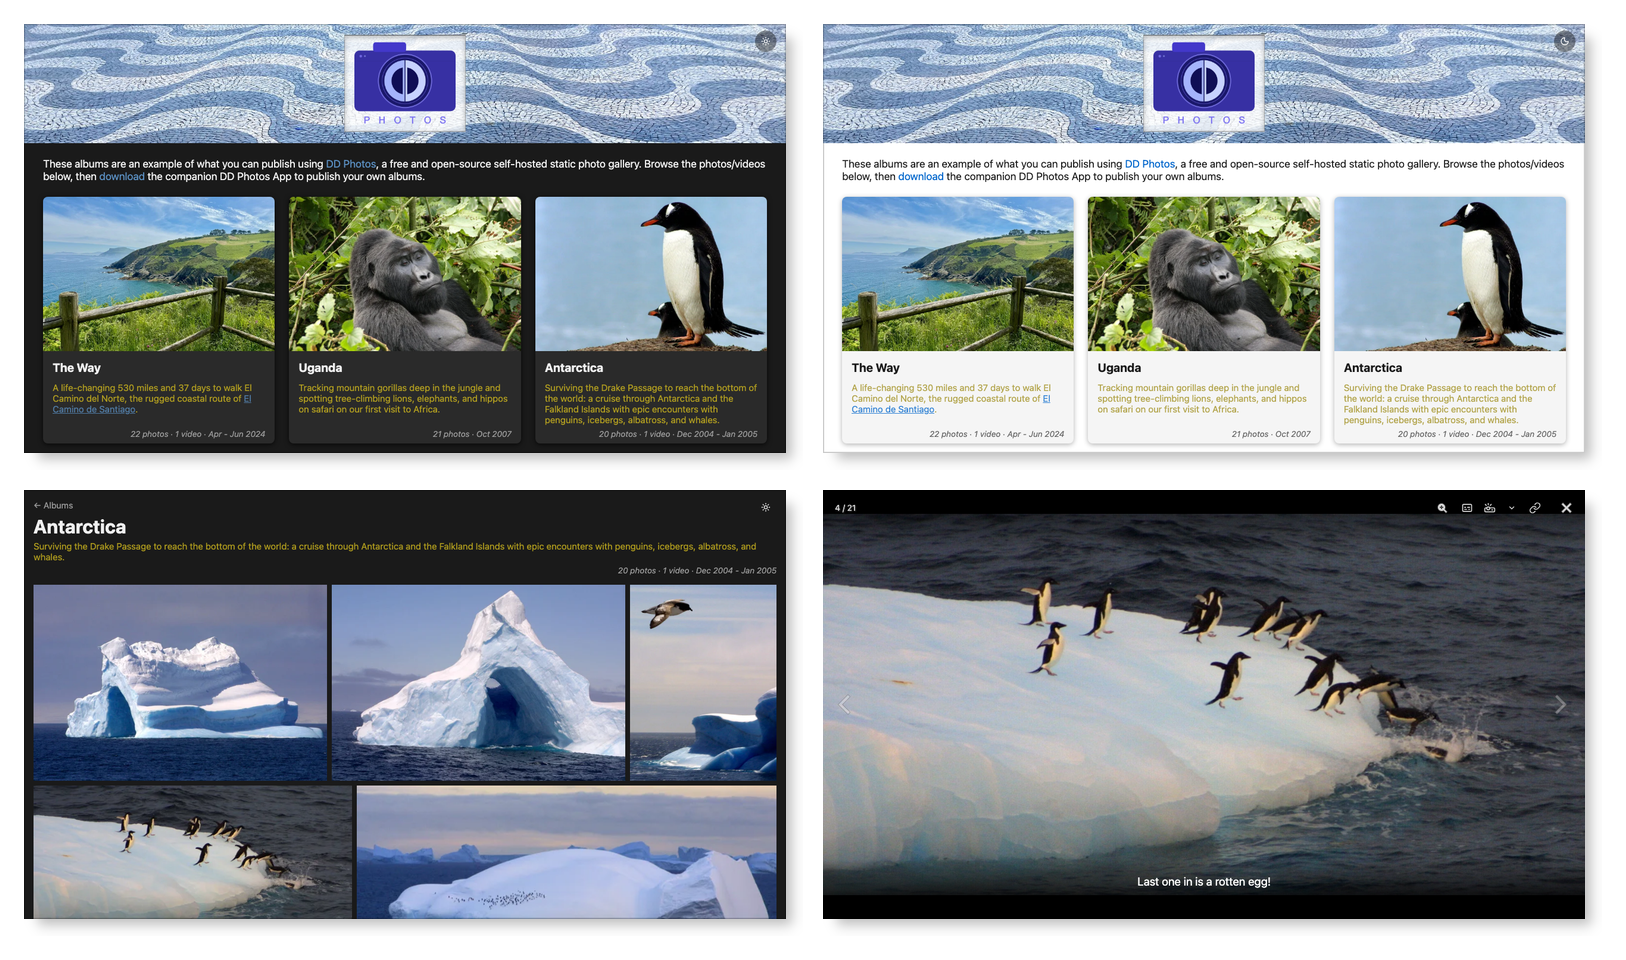 PHOTOS
These albums are an example of what you can publish using DD Photos, a free and open-source self-hosted static photo gallery. Browse the photos/videos
below, then download the companion DD Photos App to publish your own albums.
The Way
A life-changing 530 miles and 37 days to walk El
Camino del Norte, the rugged coastal route of El
Camino de Santiago.
22 photos · 1 video · Apr - Jun 2024
Uganda
Tracking mountain gorillas deep in the jungle and
spotting tree-climbing lions, elephants, and hippos
on safari on our first visit to Africa.
21 photos · Oct 2007
Antarctica
Surviving the Drake Passage to reach the bottom of
the world: a cruise through Antarctica and the
Falkland Islands with epic encounters with
penguins, icebergs, albatross, and whales.
20 photos · 1 video · Dec 2004 - Jan 2005
PHOTOS
These albums are an example of what you can publish using DD Photos, a free and open-source self-hosted static photo gallery. Browse the photos/videos
below, then download the companion DD Photos App to publish your own albums.
The Way
A life-changing 530 miles and 37 days to walk El
Camino del Norte, the rugged coastal route of El
Camino de Santiago.
22 photos · 1 video · Apr - Jun 2024
Uganda
Tracking mountain gorillas deep in the jungle and
spotting tree-climbing lions, elephants, and hippos
on safari on our first visit to Africa.
21 photos · Oct 2007
Antarctica
Surviving the Drake Passage to reach the bottom of
the world: a cruise through Antarctica and the
Falkland Islands with epic encounters with
penguins, icebergs, albatross, and whales.
20 photos · 1 video · Dec 2004 - Jan 2005
← Albums
Antarctica
Surviving the Drake Passage to reach the bottom of the world: a cruise through Antarctica and the Falkland Islands with epic encounters with penguins, icebergs, albatross, and
whales.
20 photos · 1 video · Dec 2004 - Jan 2005
4 / 21
Last one in is a rotten egg!